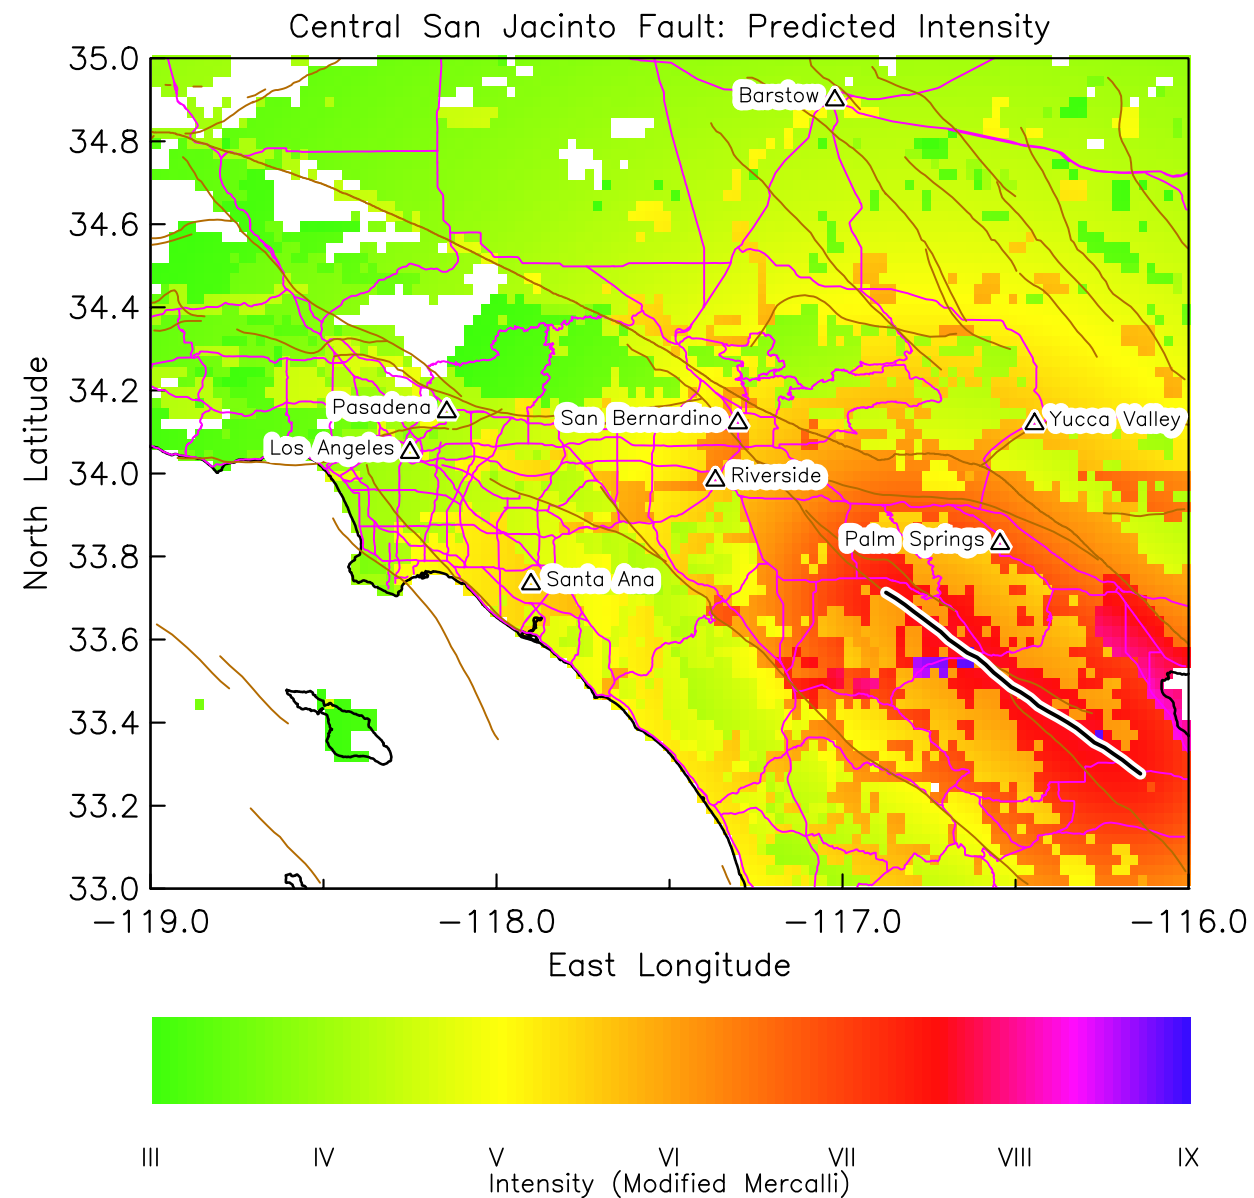 Central San Jacinto Fault: Predicted Intensity
35.0
Barstow
34.8
34.6
34.4
34.2
Pasadena
San Bernardino
Yucca Valley
Los Angeles
34.0
Riverside
Palm Springs
33.8
Santa Ana
33.6
33.4
33.2
33.0
North Latitude
-119.0 -118.0 -117.0 -116.0
East Longitude
III IV V VI VII VIII IX
Intensity (Modified Mercalli)